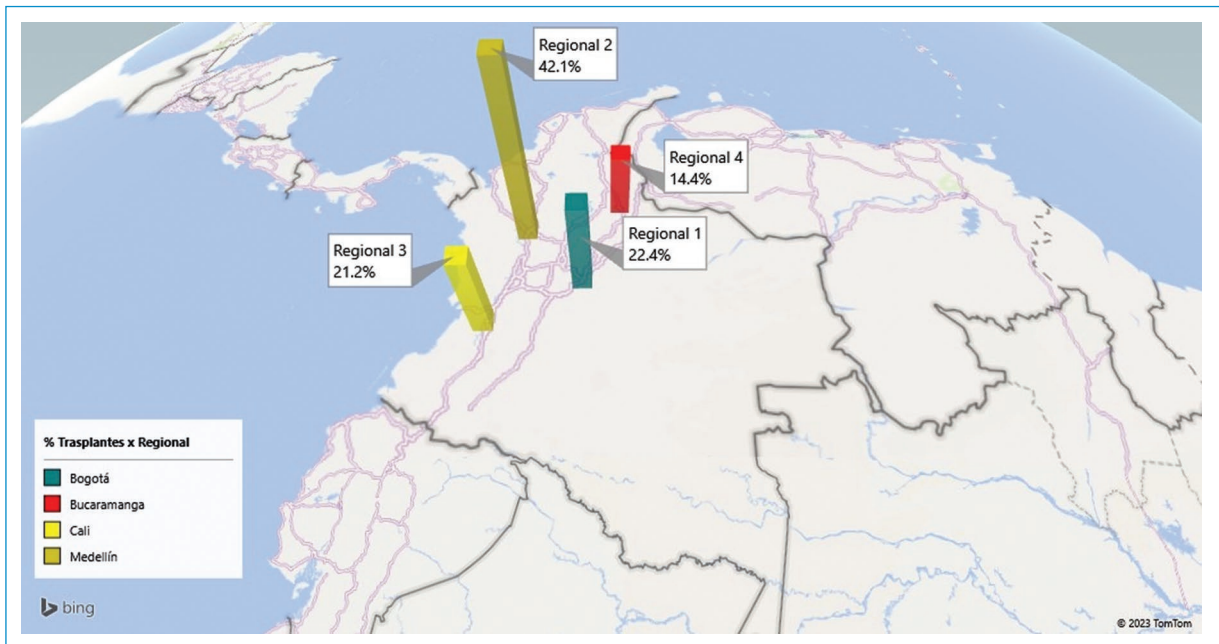 Regional 2
42.1%
Regional 4
14.4%
Regional 1
22.4%
Regional 3
21.2%
% Trasplantes x Regional
Bogotá
Bucaramanga
Cali
Medellín
bing
© 2023 TomTom